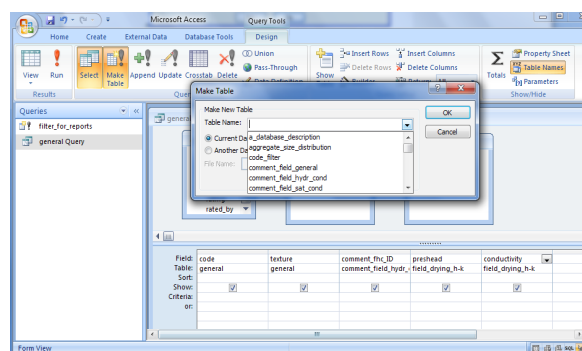 Microsoft Access
Query Tools
Home
Create
External Data
Database Tools
Design
View
Run
Select
Make Table
Append
Update
Crosstab
Delete
Union
Pass-Through
Show
Insert Rows
Delete Rows
Insert Columns
Delete Columns
Totals
Property Sheet
Table Names
Parameters
Results
Show/Hide
Make Table
Make New Table
Table Name:
Current Da
Another Da
File Name:
OK
Cancel
a_database_description
aggregate_size_distribution
code_filter
comment_field_general
comment_field_hydr_cond
comment_field_sat_cond
Queries
filter_for_reports
general Query
general
rated_by
Field: code texture comment_fhc_ID preshead conductivity
Table: general general comment_field_hydr_ field_drying_h-k field_drying_h-k
Sort:
Show:
Criteria:
or:
Form View
SQL